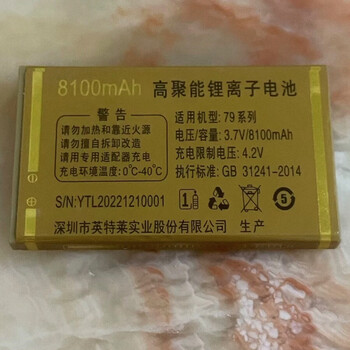 8100mAh 高聚能锂离子电池
警告
请勿加热和靠近火源
请勿擅自拆卸改造
请用专用适配器充电
充电环境温度:0°C-40°C
适用机型:79系列
电压/容量:3.7V/8100mAh
充电限制电压:4.2V
执行标准:GB 31241-2014
S/N:YTL20221210001
1
5
深圳市英特莱实业股份有限公司 生产